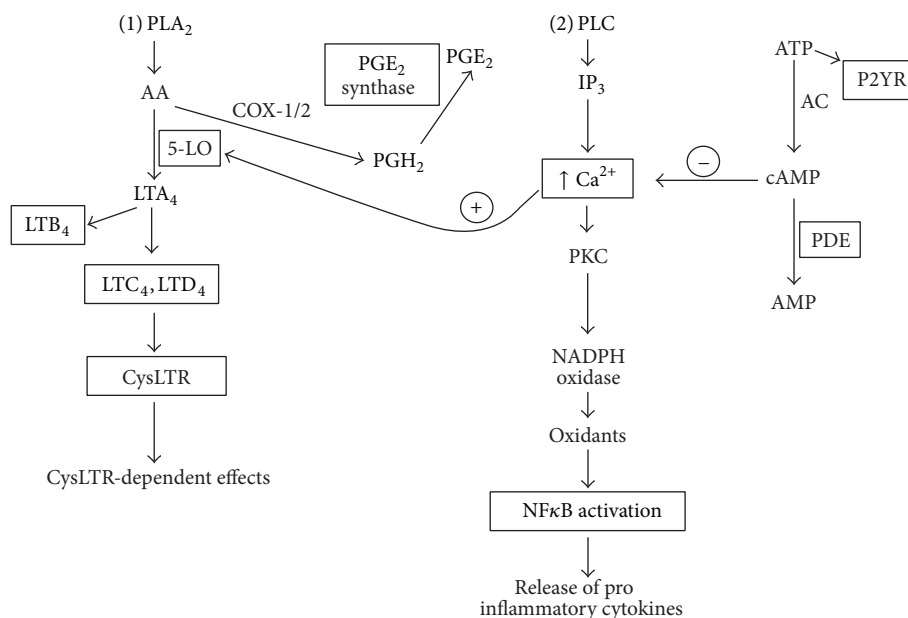 (1) PLA₂
AA
COX-1/2
5-LO
LTA₄
LTB₄
LTC₄, LTD₄
CysLTR
CysLTR-dependent effects
PGE₂
synthase
PGE₂
PGH₂
(2) PLC
IP₃
↑ Ca²⁺
+
−
PKC
NADPH
oxidase
Oxidants
NFκB activation
Release of pro
inflammatory cytokines
ATP
P2YR
AC
cAMP
PDE
AMP